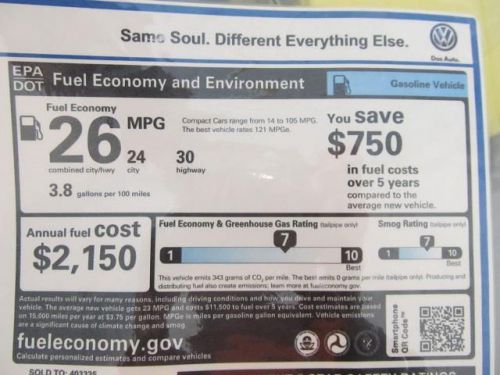 Same Soul. Different Everything Else.
Das Auto.
EPA
DOT
Fuel Economy and Environment
Gasoline Vehicle
Fuel Economy
26 MPG
combined city/hwy
24
city
30
highway
3.8 gallons per 100 miles
Compact Cars range from 14 to 105 MPG.
The best vehicle rates 121 MPGe.
You save
$750
in fuel costs
over 5 years
compared to the
average new vehicle.
Annual fuel cost
$2,150
Fuel Economy & Greenhouse Gas Rating (tailpipe only)
7
1
10
Best
Smog Rating (tailpipe only)
7
1
10
Best
This vehicle emits 343 grams of CO2 per mile. The best emits 0 grams per mile (tailpipe only). Producing and
distributing fuel also create emissions; learn more at fueleconomy.gov.
Actual results will vary for many reasons, including driving conditions and how you drive and maintain your
vehicle. The average new vehicle gets 23 MPG and costs $11,500 to fuel over 5 years. Cost estimates are based
on 15,000 miles per year at $3.75 per gallon. MPGe is miles per gasoline gallon equivalent. Vehicle emissions
are a significant cause of climate change and smog.
fueleconomy.gov
Calculate personalized estimates and compare vehicles
Smartphone
QR Code™
SOLD TO: 403325